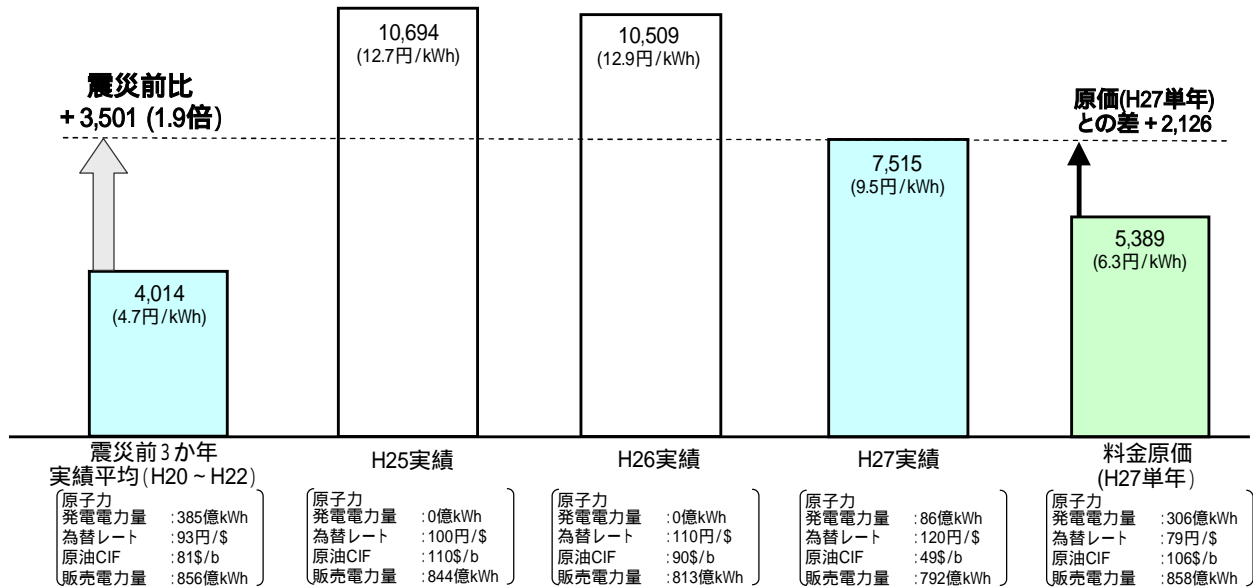 10,694
(12.7円/kWh)
10,509
(12.9円/kWh)
震災前比
+3,501 (1.9倍)
原価(H27単年)
との差+2,126
7,515
(9.5円/kWh)
5,389
(6.3円/kWh)
4,014
(4.7円/kWh)
震災前3か年
実績平均(H20～H22)
H25実績
H26実績
H27実績
料金原価
(H27単年)
原子力
発電電力量 :385億kWh
為替レート :93円/$
原油CIF :81$/b
販売電力量 :856億kWh
原子力
発電電力量 :0億kWh
為替レート :100円/$
原油CIF :110$/b
販売電力量 :844億kWh
原子力
発電電力量 :0億kWh
為替レート :110円/$
原油CIF :90$/b
販売電力量 :813億kWh
原子力
発電電力量 :86億kWh
為替レート :120円/$
原油CIF :49$/b
販売電力量 :792億kWh
原子力
発電電力量 :306億kWh
為替レート :79円/$
原油CIF :106$/b
販売電力量 :858億kWh